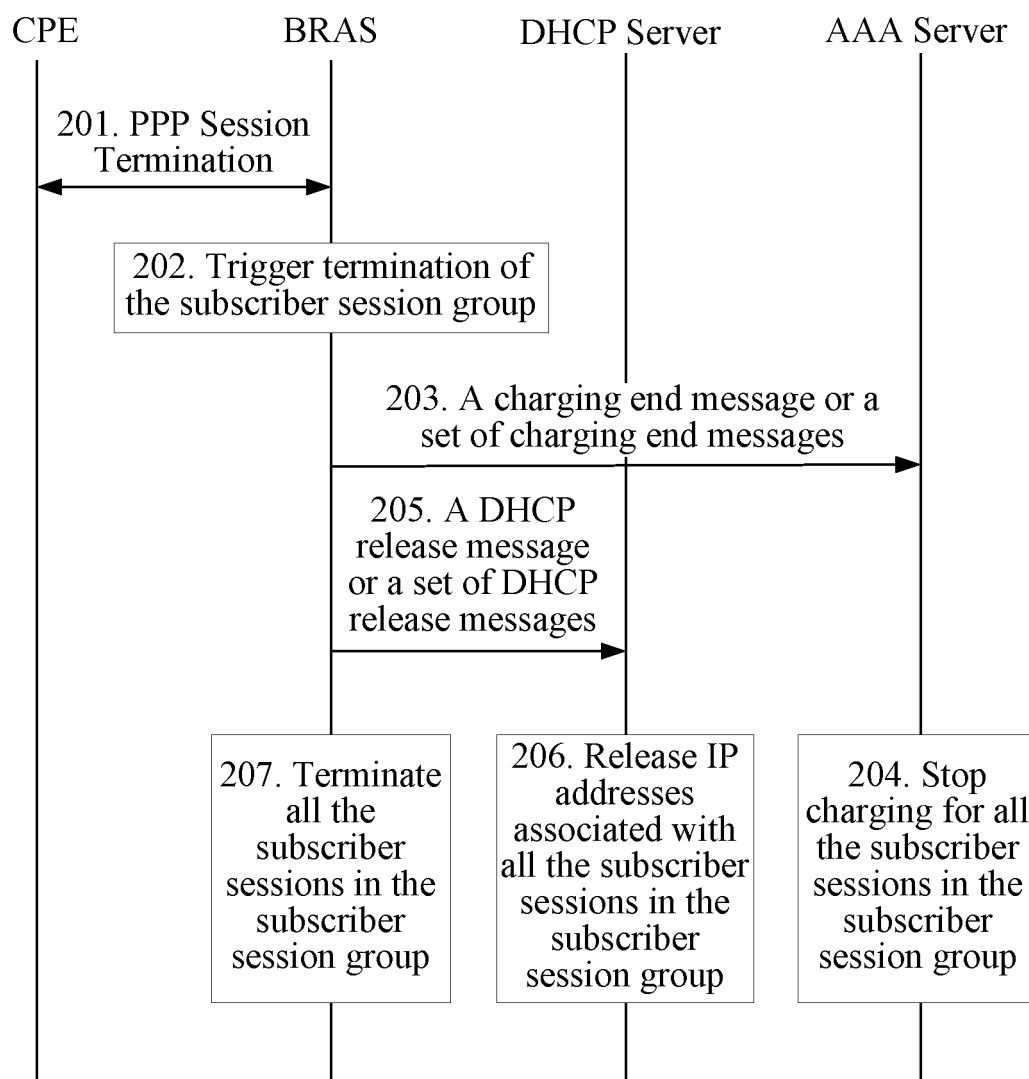 CPE
BRAS
DHCP Server
AAA Server
201. PPP Session
Termination
202. Trigger termination of
the subscriber session group
203. A charging end message or a
set of charging end messages
205. A DHCP
release message
or a set of DHCP
release messages
207. Terminate
all the
subscriber
sessions in the
subscriber
session group
206. Release IP
addresses
associated with
all the subscriber
sessions in the
subscriber
session group
204. Stop
charging for all
the subscriber
sessions in the
subscriber
session group